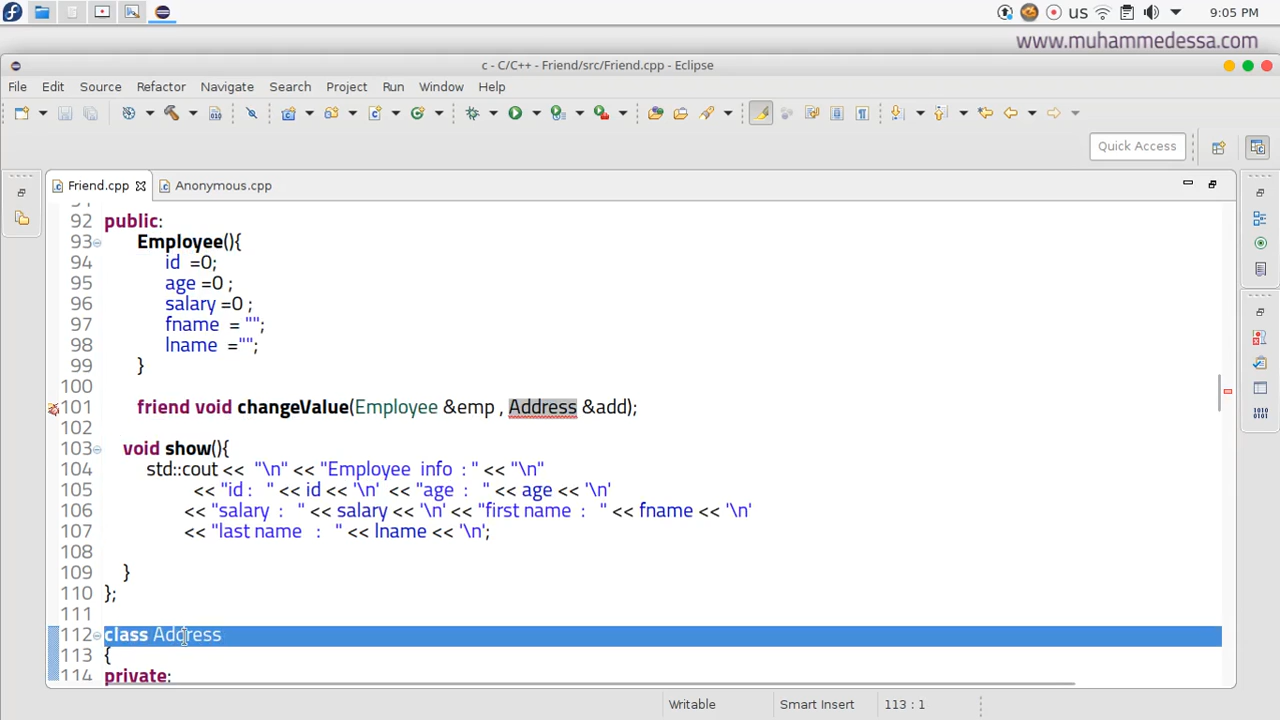 us 9:05 PM
www.muhammedessa.com
c - C/C++ - Friend/src/Friend.cpp - Eclipse
File Edit Source Refactor Navigate Search Project Run Window Help
Quick Access
Friend.cpp Anonymous.cpp
92 public:
93 Employee(){
94 id =0;
95 age =0 ;
96 salary =0 ;
97 fname = "";
98 lname ="";
99 }
100
101 friend void changeValue(Employee &emp , Address &add);
102
103 void show(){
104 std::cout << "\n" << "Employee info : " << "\n"
105 << "id : " << id << '\n' << "age : " << age << '\n'
106 << "salary : " << salary << '\n' << "first name : " << fname << '\n'
107 << "last name : " << lname << '\n';
108
109 }
110 };
111
112 class Address
113 {
114 private:
Writable Smart Insert 113 : 1